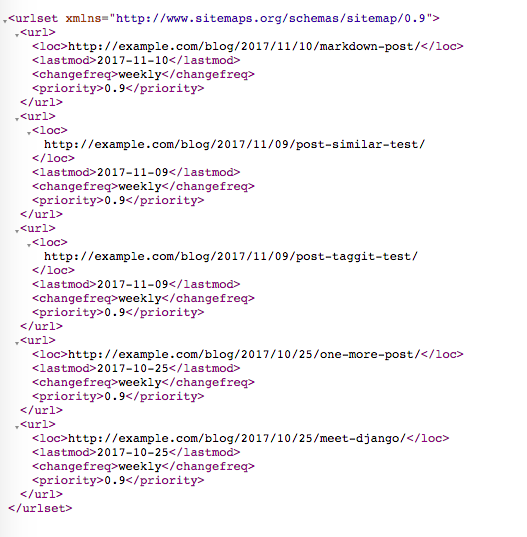 <urlset xmlns="http://www.sitemaps.org/schemas/sitemap/0.9">
<url>
<loc>http://example.com/blog/2017/11/10/markdown-post/</loc>
<lastmod>2017-11-10</lastmod>
<changefreq>weekly</changefreq>
<priority>0.9</priority>
</url>
<url>
<loc>
http://example.com/blog/2017/11/09/post-similar-test/
</loc>
<lastmod>2017-11-09</lastmod>
<changefreq>weekly</changefreq>
<priority>0.9</priority>
</url>
<url>
<loc>
http://example.com/blog/2017/11/09/post-taggit-test/
</loc>
<lastmod>2017-11-09</lastmod>
<changefreq>weekly</changefreq>
<priority>0.9</priority>
</url>
<url>
<loc>http://example.com/blog/2017/10/25/one-more-post/</loc>
<lastmod>2017-10-25</lastmod>
<changefreq>weekly</changefreq>
<priority>0.9</priority>
</url>
<url>
<loc>http://example.com/blog/2017/10/25/meet-django/</loc>
<lastmod>2017-10-25</lastmod>
<changefreq>weekly</changefreq>
<priority>0.9</priority>
</url>
</urlset>